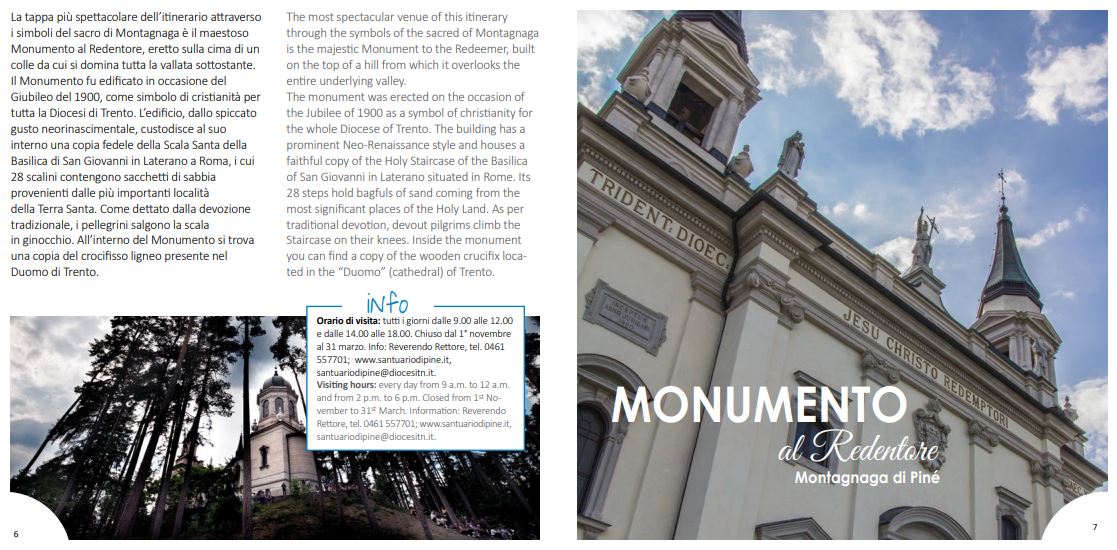 La tappa più spettacolare dell'itinerario attraverso
i simboli del sacro di Montagnaga è il maestoso
Monumento al Redentore, eretto sulla cima di un
colle da cui si domina tutta la vallata sottostante.
Il Monumento fu edificato in occasione del
Giubileo del 1900, come simbolo di cristianità per
tutta la Diocesi di Trento. L'edificio, dallo spiccato
gusto neorinascimentale, custodisce al suo
interno una copia fedele della Scala Santa della
Basilica di San Giovanni in Laterano a Roma, i cui
28 scalini contengono sacchetti di sabbia
provenienti dalle più importanti località
della Terra Santa. Come dettato dalla devozione
tradizionale, i pellegrini salgono la scala
in ginocchio. All'interno del Monumento si trova
una copia del crocifisso ligneo presente nel
Duomo di Trento.
The most spectacular venue of this itinerary
through the symbols of the sacred of Montagnaga
is the majestic Monument to the Redeemer, built
on the top of a hill from which it overlooks the
entire underlying valley.
The monument was erected on the occasion of
the Jubilee of 1900 as a symbol of christianity for
the whole Diocese of Trento. The building has a
prominent Neo-Renaissance style and houses a
faithful copy of the Holy Staircase of the Basilica
of San Giovanni in Laterano situated in Rome. Its
28 steps hold bagfuls of sand coming from the
most significant places of the Holy Land. As per
traditional devotion, devout pilgrims climb the
Staircase on their knees. Inside the monument
you can find a copy of the wooden crucifix loca-
ted in the “Duomo” (cathedral) of Trento.
info
Orario di visita: tutti i giorni dalle 9.00 alle 12.00
e dalle 14.00 alle 18.00. Chiuso dal 1° novembre
al 31 marzo. Info: Reverendo Rettore, tel. 0461
557701; www.santuariodipine.it,
santuariodipine@diocesitn.it.
Visiting hours: every day from 9 a.m. to 12 a.m.
and from 2 p.m. to 6 p.m. Closed from 1st No-
vember to 31st March. Information: Reverendo
Rettore, tel. 0461 557701; www.santuariodipine.it,
santuariodipine@diocesitn.it.
6
TRIDENT: DIOEC:
INCEPTUM
ANNO JUBILARI
1900
JESU CHRISTO REDEMPTORI
MONUMENTO
al Redentore
Montagnaga di Piné
7